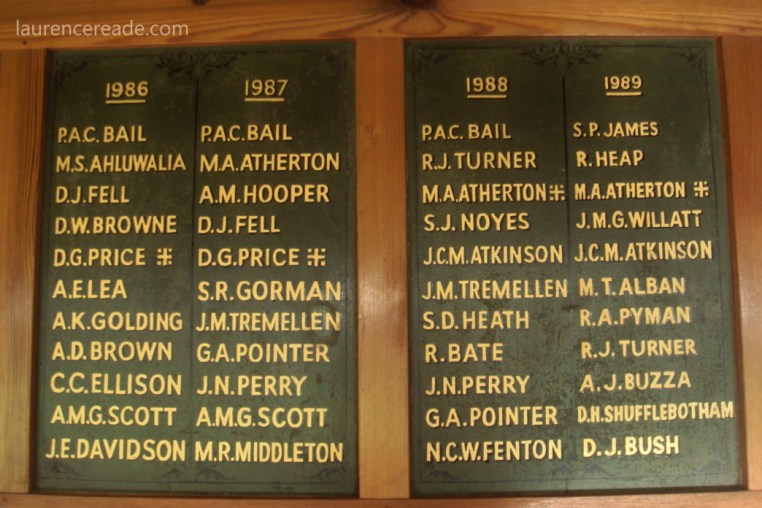 laurencereade.com
1986
P.A.C. BAIL
M.S. AHLUWALIA
D.J. FELL
D.W. BROWNE
D.G. PRICE
A.E. LEA
A.K. GOLDING
A.D. BROWN
C.C. ELLISON
A.M.G. SCOTT
J.E. DAVIDSON
1987
P.A.C. BAIL
M.A. ATHERTON
A.M. HOOPER
D.J. FELL
D.G. PRICE
S.R. GORMAN
J.M. TREMELLEN
G.A. POINTER
J.N. PERRY
A.M.G. SCOTT
M.R. MIDDLETON
1988
P.A.C. BAIL
R.J. TURNER
M.A. ATHERTON
S.J. NOYES
J.C.M. ATKINSON
J.M. TREMELLEN
S.D. HEATH
R. BATE
J.N. PERRY
G.A. POINTER
N.C.W. FENTON
1989
S.P. JAMES
R. HEAP
M.A. ATHERTON
J.M.G. WILLATT
J.C.M. ATKINSON
M.T. ALBAN
R.A. PYMAN
R.J. TURNER
A.J. BUZZA
D.H. SHUFFLEBOTHAM
D.J. BUSH